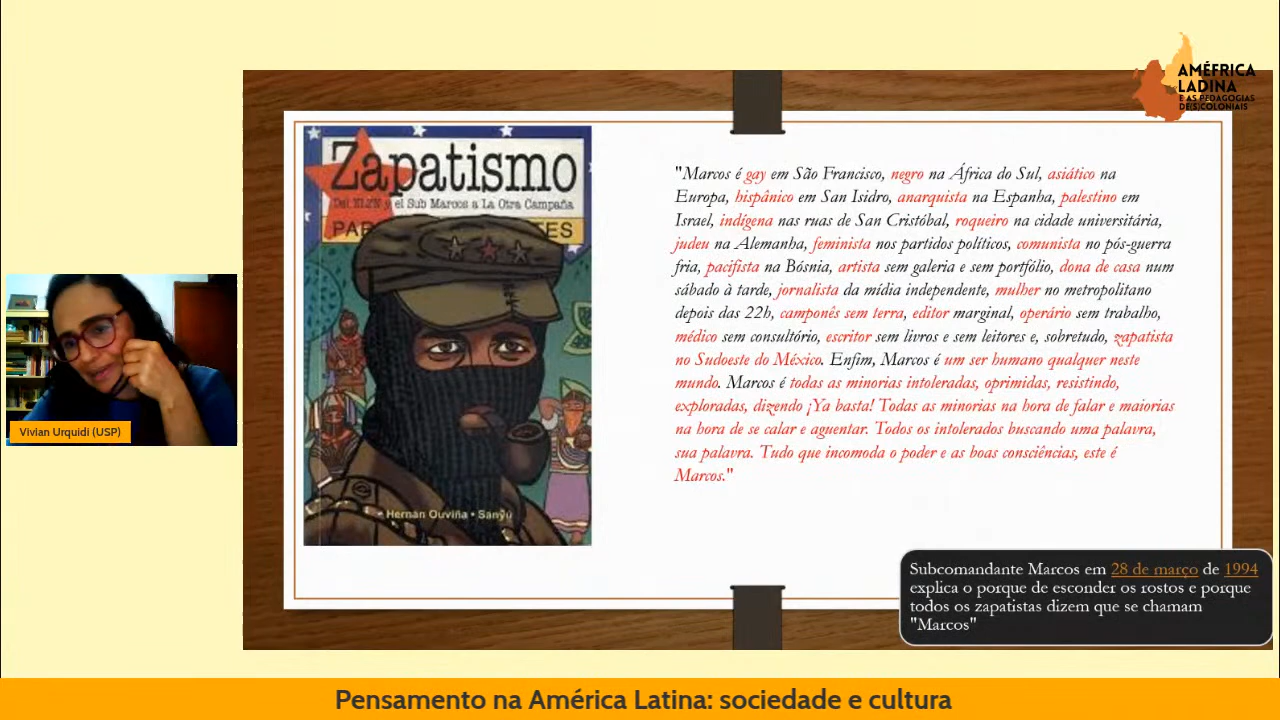 AMÉFRICA
LADINA
E AS PEDAGOGIAS
DE(S)COLONIAIS
Zapatismo
Del EZLN y el Sub Marcos a La Otra Campaña
PAR TES
Hernán Ouviña • Sanyú
"Marcos é gay em São Francisco, negro na África do Sul, asiático na
Europa, hispânico em San Isidro, anarquista na Espanha, palestino em
Israel, indígena nas ruas de San Cristóbal, roqueiro na cidade universitária,
judeu na Alemanha, feminista nos partidos políticos, comunista no pós-guerra
fria, pacifista na Bósnia, artista sem galeria e sem portfólio, dona de casa num
sábado à tarde, jornalista da mídia independente, mulher no metropolitano
depois das 22h, camponês sem terra, editor marginal, operário sem trabalho,
médico sem consultório, escritor sem livros e sem leitores e, sobretudo, zapatista
no Sudoeste do México. Enfim, Marcos é um ser humano qualquer neste
mundo. Marcos é todas as minorias intoleradas, oprimidas, resistindo,
exploradas, dizendo ¡Ya basta! Todas as minorias na hora de falar e maiorias
na hora de se calar e aguentar. Todos os intolerados buscando uma palavra,
sua palavra. Tudo que incomoda o poder e as boas consciências, este é
Marcos."
Vivian Urquidi (USP)
Subcomandante Marcos em 28 de março de 1994
explica o porque de esconder os rostos e porque
todos os zapatistas dizem que se chamam
"Marcos"
Pensamento na América Latina: sociedade e cultura